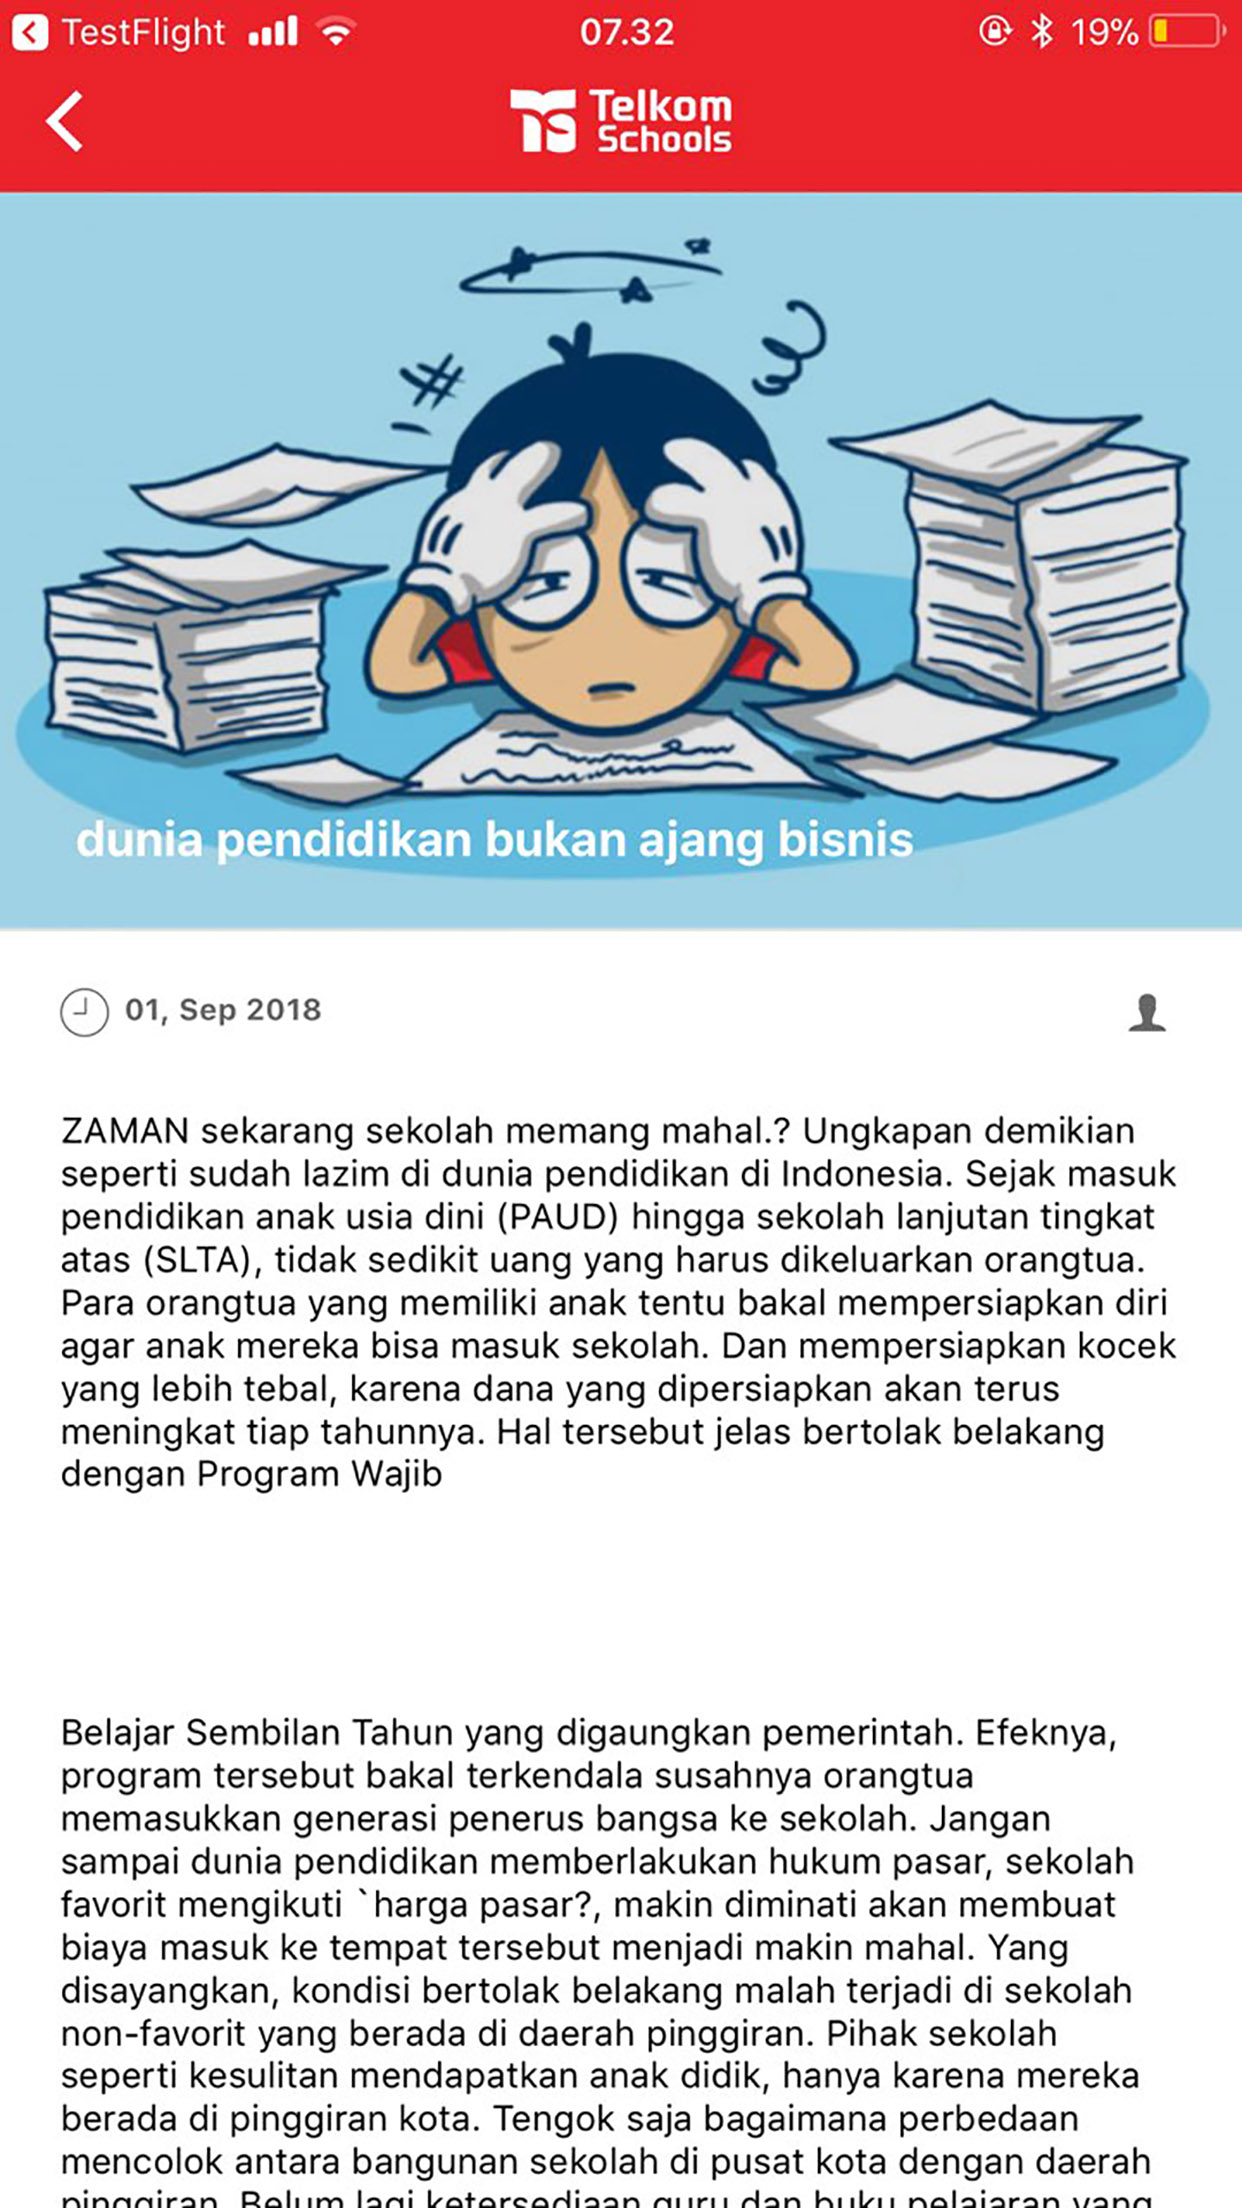 TestFlight
07.32
19%
Telkom
Schools
dunia pendidikan bukan ajang bisnis
01, Sep 2018
ZAMAN sekarang sekolah memang mahal.? Ungkapan demikian
seperti sudah lazim di dunia pendidikan di Indonesia. Sejak masuk
pendidikan anak usia dini (PAUD) hingga sekolah lanjutan tingkat
atas (SLTA), tidak sedikit uang yang harus dikeluarkan orangtua.
Para orangtua yang memiliki anak tentu bakal mempersiapkan diri
agar anak mereka bisa masuk sekolah. Dan mempersiapkan kocek
yang lebih tebal, karena dana yang dipersiapkan akan terus
meningkat tiap tahunnya. Hal tersebut jelas bertolak belakang
dengan Program Wajib
Belajar Sembilan Tahun yang digaungkan pemerintah. Efeknya,
program tersebut bakal terkendala susahnya orangtua
memasukkan generasi penerus bangsa ke sekolah. Jangan
sampai dunia pendidikan memberlakukan hukum pasar, sekolah
favorit mengikuti `harga pasar?, makin diminati akan membuat
biaya masuk ke tempat tersebut menjadi makin mahal. Yang
disayangkan, kondisi bertolak belakang malah terjadi di sekolah
non-favorit yang berada di daerah pinggiran. Pihak sekolah
seperti kesulitan mendapatkan anak didik, hanya karena mereka
berada di pinggiran kota. Tengok saja bagaimana perbedaan
mencolok antara bangunan sekolah di pusat kota dengan daerah
pinggiran. Belum lagi ketersediaan guru dan buku pelajaran yang